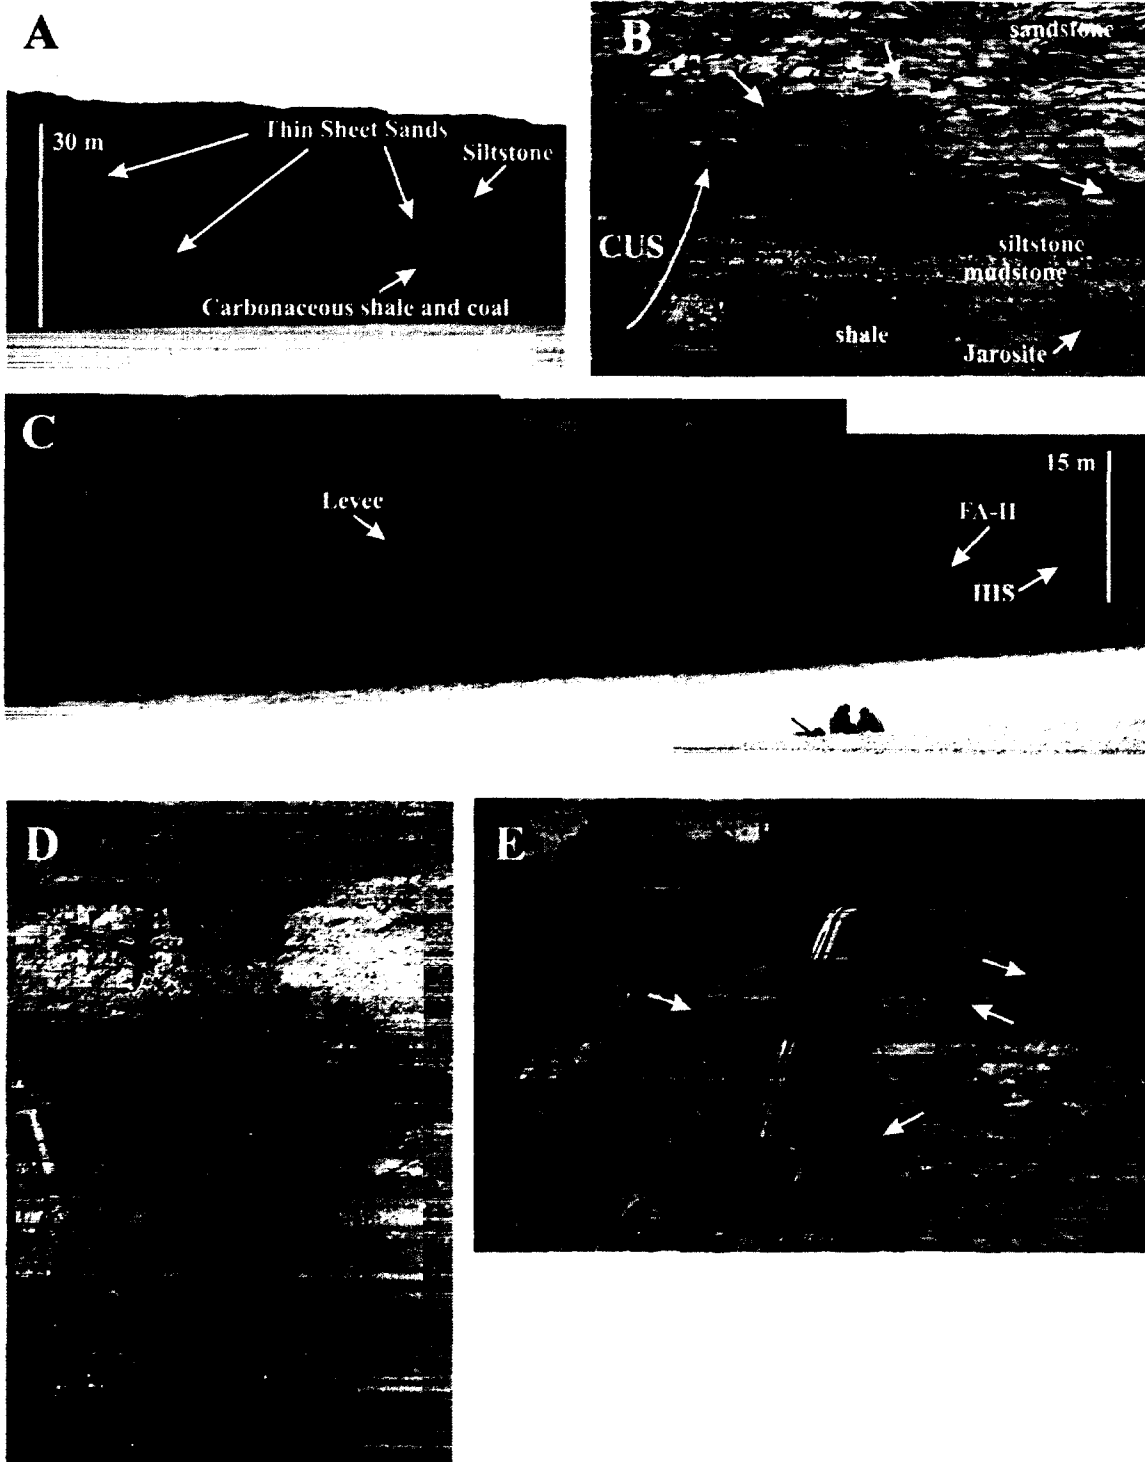 A
30 m
Thin Sheet Sands
Siltstone
Carbonaceous shale and coal
B
sandstone
CUS
siltstone
mudstone
shale
Jarosite
C
Levee
15 m
FA-II
IHS
D
E